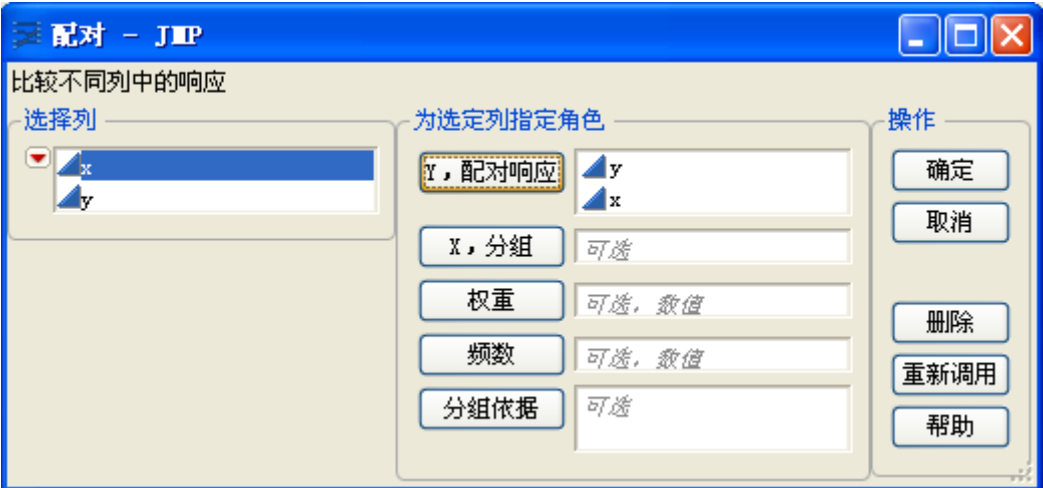 配对 - JMP
比较不同列中的响应
选择列
x
y
为选定列指定角色
Y，配对响应
y
x
X，分组
可选
权重
可选，数值
频数
可选，数值
分组依据
可选
操作
确定
取消
删除
重新调用
帮助